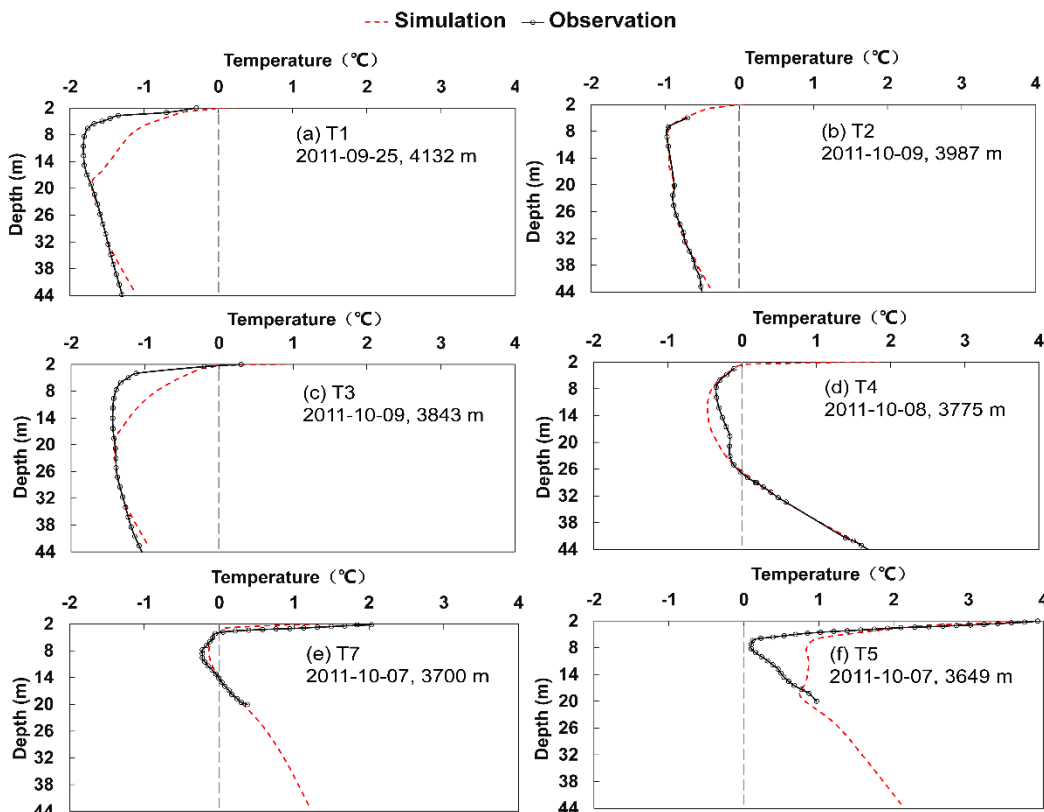 Simulation Observation
Temperature（℃）
-2 -1 0 1 2 3 4
2
8
14
20
26
32
38
44
Depth (m)
(a) T1
2011-09-25, 4132 m
Temperature（℃）
-2 -1 0 1 2 3 4
2
8
14
20
26
32
38
44
Depth (m)
(b) T2
2011-10-09, 3987 m
Temperature（℃）
-2 -1 0 1 2 3 4
2
8
14
20
26
32
38
44
Depth (m)
(c) T3
2011-10-09, 3843 m
Temperature（℃）
-2 -1 0 1 2 3 4
2
8
14
20
26
32
38
44
Depth (m)
(d) T4
2011-10-08, 3775 m
Temperature（℃）
-2 -1 0 1 2 3 4
2
8
14
20
26
32
38
44
Depth (m)
(e) T7
2011-10-07, 3700 m
Temperature（℃）
-2 -1 0 1 2 3 4
2
8
14
20
26
32
38
44
Depth (m)
(f) T5
2011-10-07, 3649 m